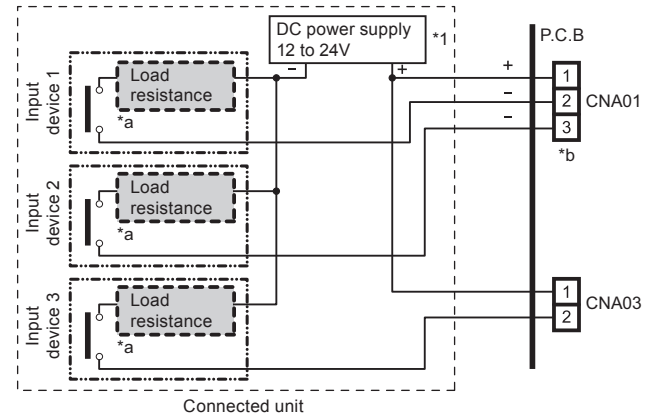 DC power supply
12 to 24V
*1
P.C.B
− +
Input
device 1
Load
resistance
*a
+
−
−
1
2
3
CNA01
*b
Input
device 2
Load
resistance
*a
Input
device 3
Load
resistance
*a
1
2
CNA03
Connected unit